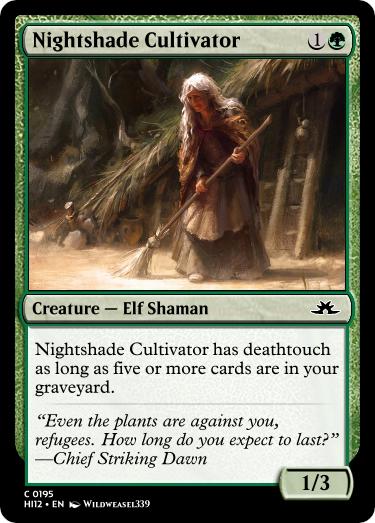 Nightshade Cultivator 1
Creature — Elf Shaman
Nightshade Cultivator has deathtouch
as long as five or more cards are in your
graveyard.
“Even the plants are against you,
refugees. How long do you expect to last?”
—Chief Striking Dawn
1/3
C 0195
HI12 • EN Wildweasel339